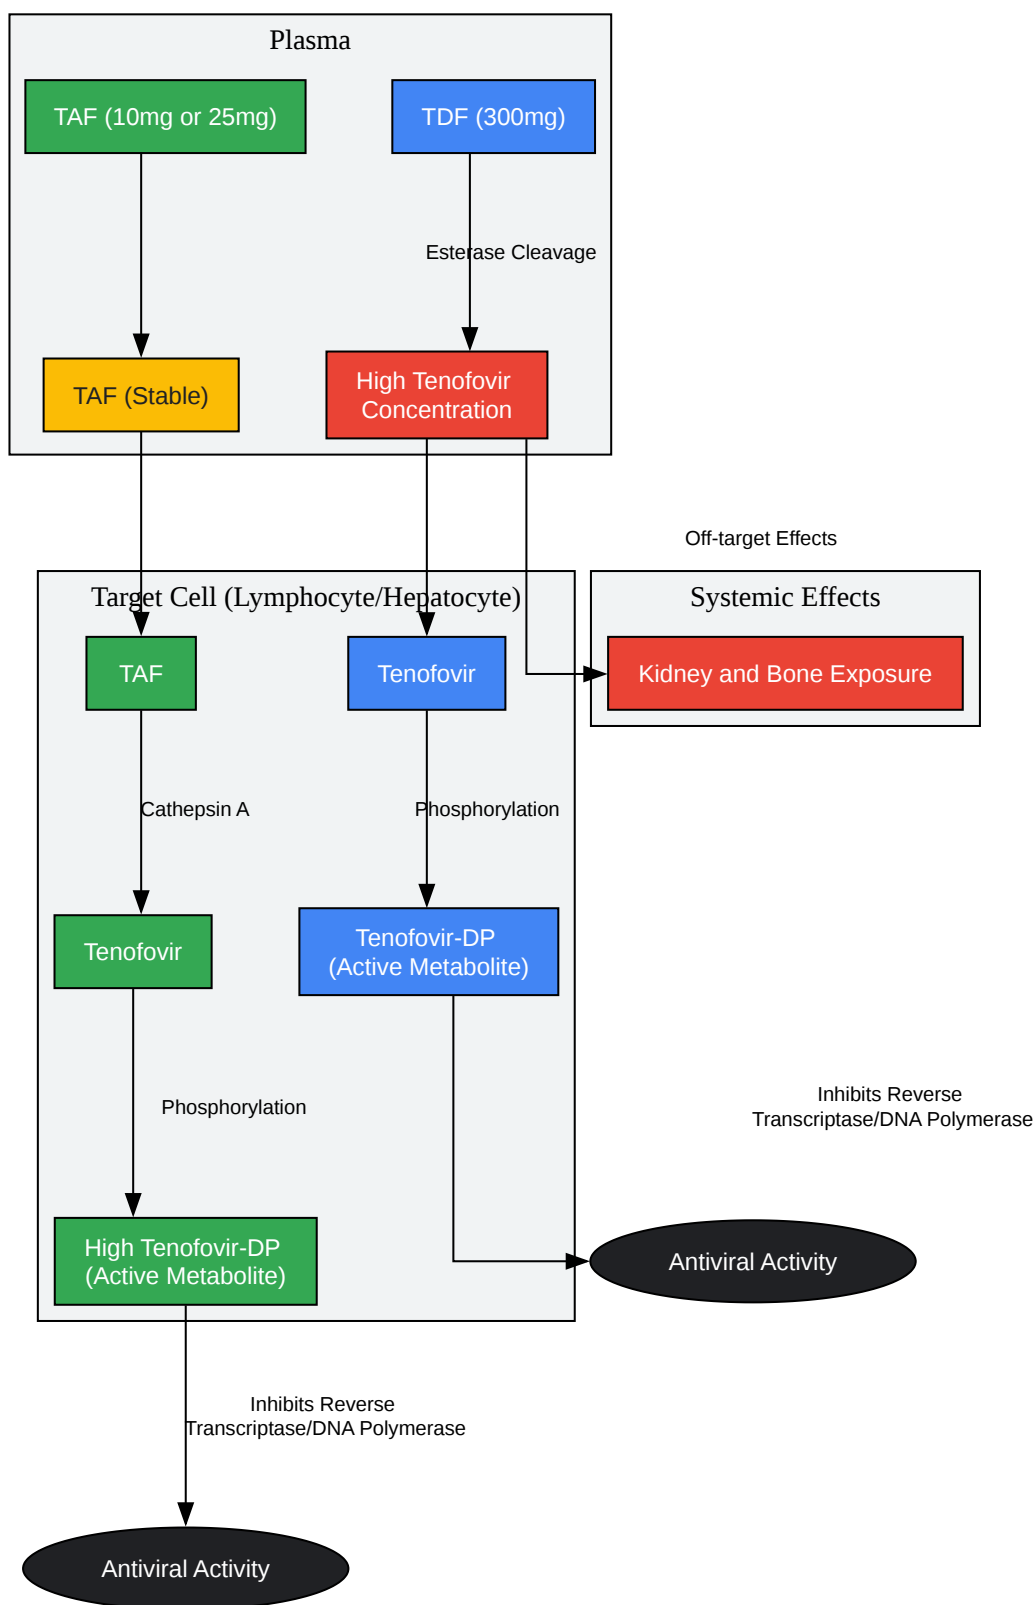 Plasma
TAF (10mg or 25mg)
TDF (300mg)
Esterase Cleavage
TAF (Stable)
High Tenofovir
Concentration
Off-target Effects
Target Cell (Lymphocyte/Hepatocyte)
Systemic Effects
TAF
Tenofovir
Kidney and Bone Exposure
Cathepsin A
Phosphorylation
Tenofovir
Tenofovir-DP
(Active Metabolite)
Phosphorylation
Inhibits Reverse
Transcriptase/DNA Polymerase
High Tenofovir-DP
(Active Metabolite)
Antiviral Activity
Inhibits Reverse
Transcriptase/DNA Polymerase
Antiviral Activity